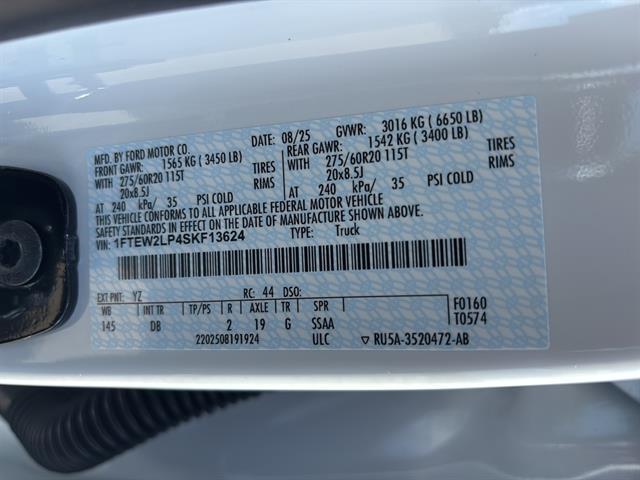 MFD. BY FORD MOTOR CO. DATE: 08/25 GVWR: 3016 KG ( 6650 LB)
FRONT GAWR: 1565 KG ( 3450 LB) REAR GAWR: 1542 KG ( 3400 LB)
WITH 275/60R20 115T TIRES WITH 275/60R20 115T TIRES
20x8.5J RIMS 20x8.5J RIMS
AT 240 kPa/ 35 PSI COLD AT 240 kPa/ 35 PSI COLD
THIS VEHICLE CONFORMS TO ALL APPLICABLE FEDERAL MOTOR VEHICLE
SAFETY STANDARDS IN EFFECT ON THE DATE OF MANUFACTURE SHOWN ABOVE.
VIN: 1FTEW2LP4SKF13624 TYPE: Truck
EXT PNT: YZ RC: 44 DSO: F0160
WB INT TR TP/PS R AXLE TR SPR T0574
145 DB 2 19 G SSAA
2202508191924 ULC ▽ RU5A-3520472-AB